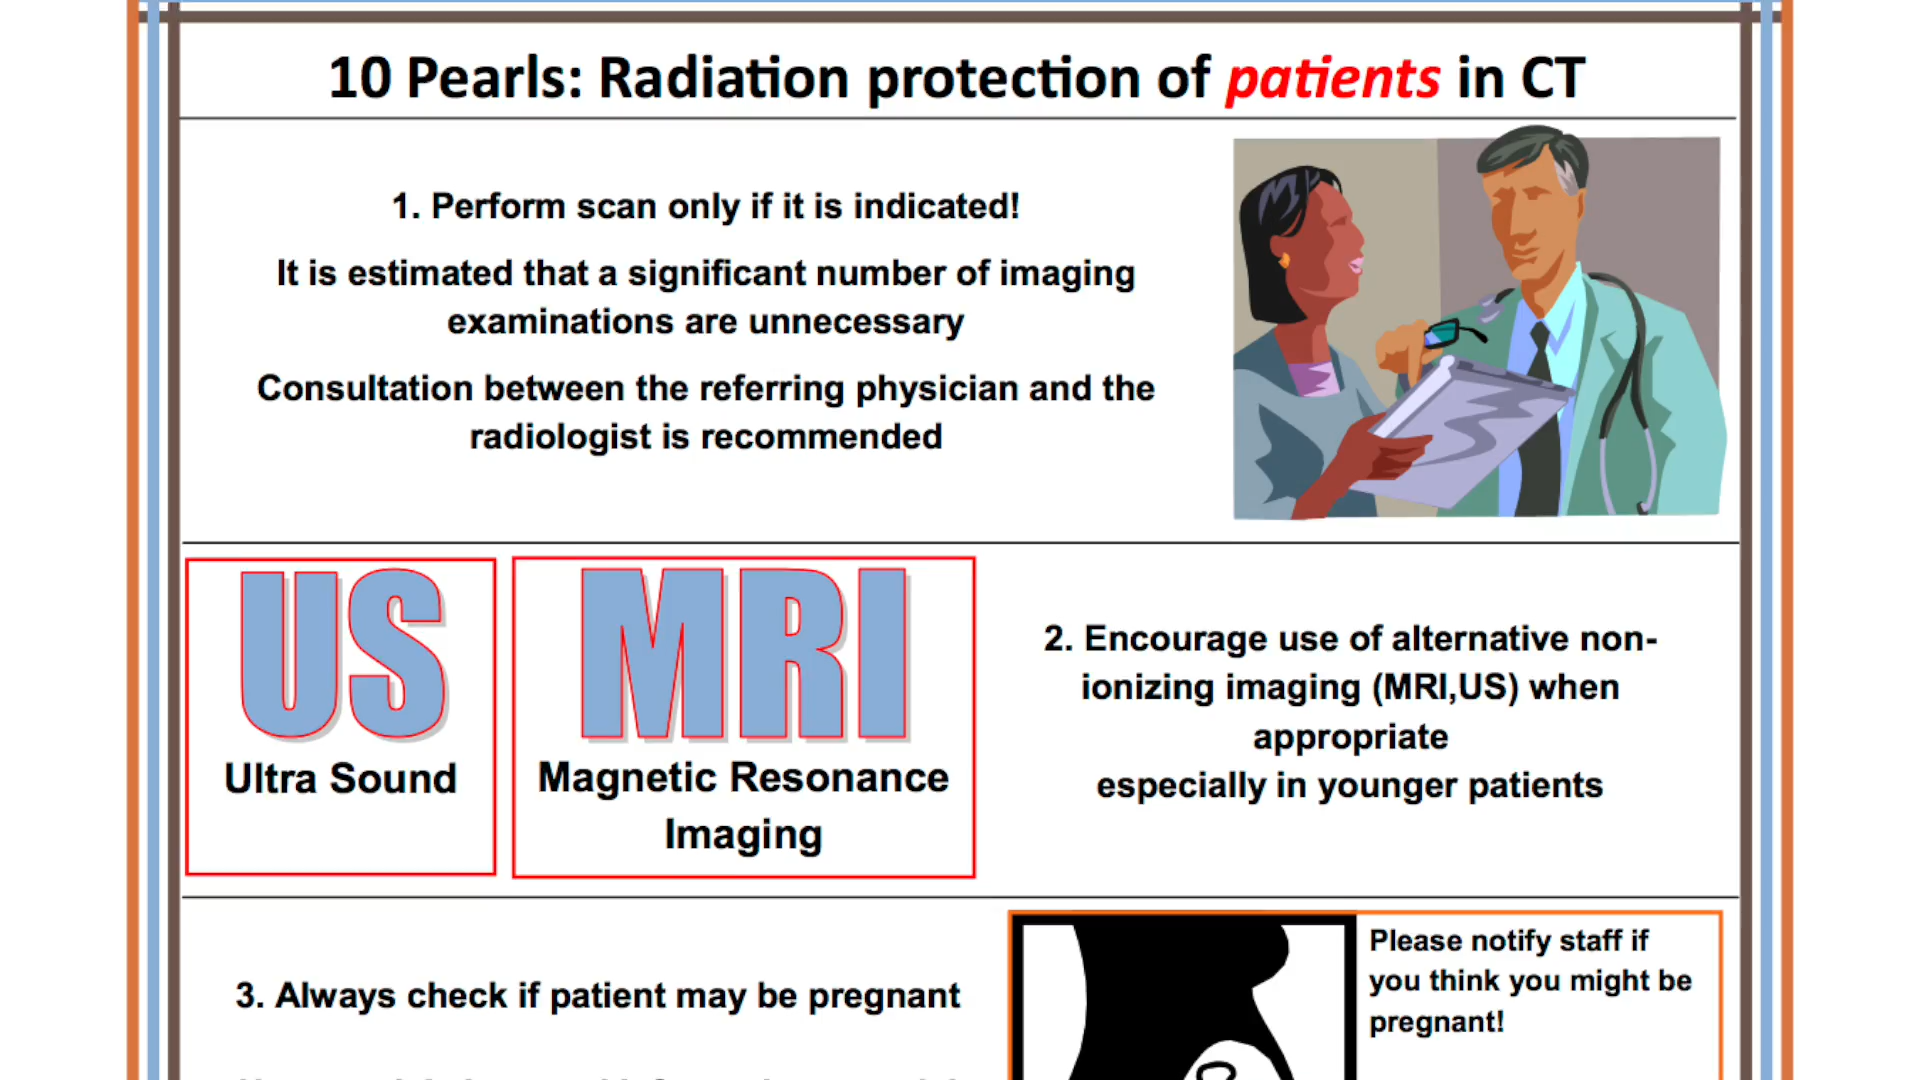 10 Pearls: Radiation protection of patients in CT
1. Perform scan only if it is indicated!
It is estimated that a significant number of imaging
examinations are unnecessary
Consultation between the referring physician and the
radiologist is recommended
US
Ultra Sound
MRI
Magnetic Resonance
Imaging
2. Encourage use of alternative non-
ionizing imaging (MRI,US) when
appropriate
especially in younger patients
3. Always check if patient may be pregnant
Please notify staff if
you think you might be
pregnant!